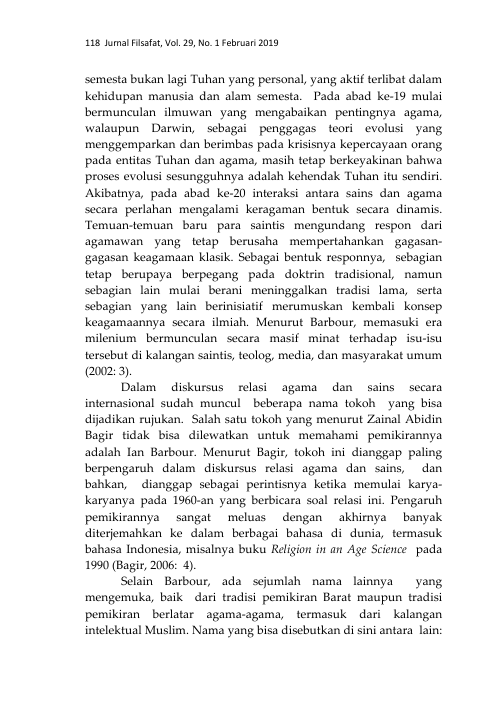 118 Jurnal Filsafat, Vol. 29, No. 1 Februari 2019
semesta bukan lagi Tuhan yang personal, yang aktif terlibat dalam
kehidupan manusia dan alam semesta. Pada abad ke-19 mulai
bermunculan ilmuwan yang mengabaikan pentingnya agama,
walaupun Darwin, sebagai penggagas teori evolusi yang
menggemparkan dan berimbas pada krisisnya kepercayaan orang
pada entitas Tuhan dan agama, masih tetap berkeyakinan bahwa
proses evolusi sesungguhnya adalah kehendak Tuhan itu sendiri.
Akibatnya, pada abad ke-20 interaksi antara sains dan agama
secara perlahan mengalami keragaman bentuk secara dinamis.
Temuan-temuan baru para saintis mengundang respon dari
agamawan yang tetap berusaha mempertahankan gagasan-
gagasan keagamaan klasik. Sebagai bentuk responnya, sebagian
tetap berupaya berpegang pada doktrin tradisional, namun
sebagian lain mulai berani meninggalkan tradisi lama, serta
sebagian yang lain berinisiatif merumuskan kembali konsep
keagamaannya secara ilmiah. Menurut Barbour, memasuki era
milenium bermunculan secara masif minat terhadap isu-isu
tersebut di kalangan saintis, teolog, media, dan masyarakat umum
(2002: 3).
Dalam diskursus relasi agama dan sains secara
internasional sudah muncul beberapa nama tokoh yang bisa
dijadikan rujukan. Salah satu tokoh yang menurut Zainal Abidin
Bagir tidak bisa dilewatkan untuk memahami pemikirannya
adalah Ian Barbour. Menurut Bagir, tokoh ini dianggap paling
berpengaruh dalam diskursus relasi agama dan sains, dan
bahkan, dianggap sebagai perintisnya ketika memulai karya-
karyanya pada 1960-an yang berbicara soal relasi ini. Pengaruh
pemikirannya sangat meluas dengan akhirnya banyak
diterjemahkan ke dalam berbagai bahasa di dunia, termasuk
bahasa Indonesia, misalnya buku Religion in an Age Science pada
1990 (Bagir, 2006: 4).
Selain Barbour, ada sejumlah nama lainnya yang
mengemuka, baik dari tradisi pemikiran Barat maupun tradisi
pemikiran berlatar agama-agama, termasuk dari kalangan
intelektual Muslim. Nama yang bisa disebutkan di sini antara lain: